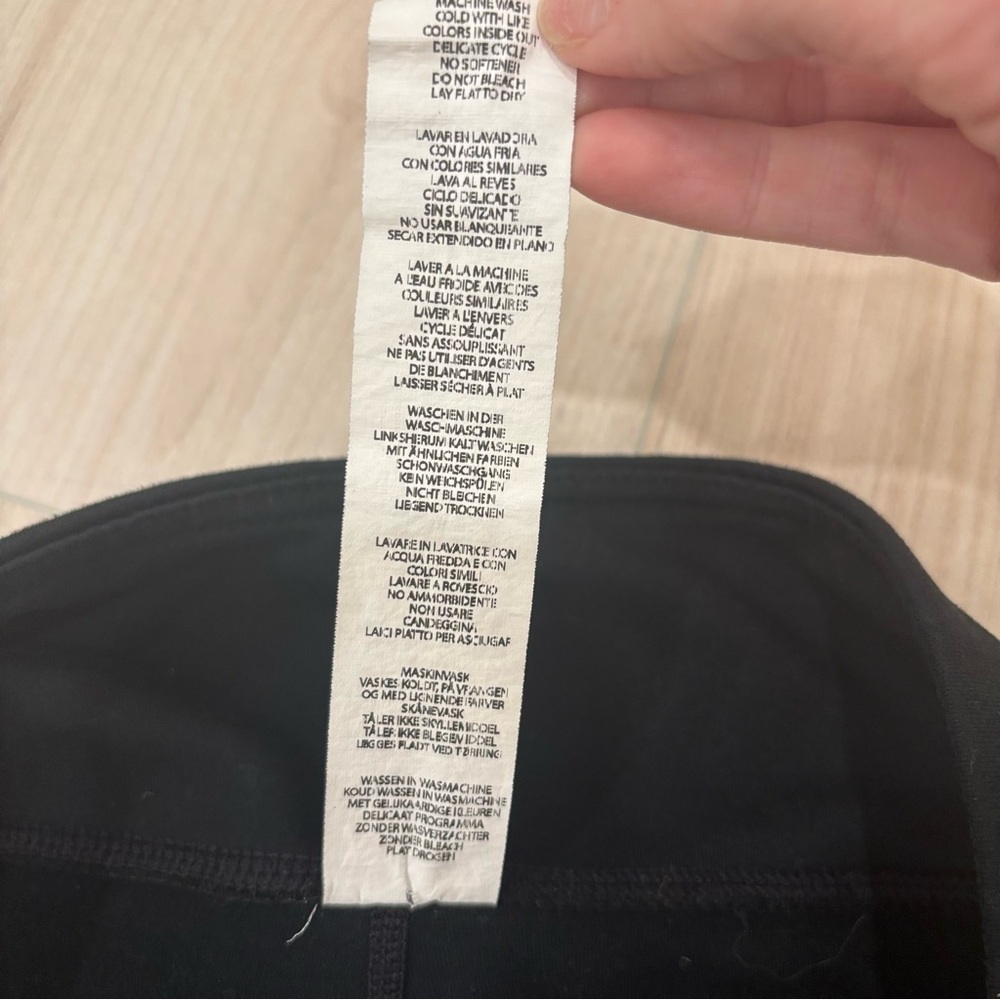 MACHINE WASH
COLD WITH LIKE
COLORS INSIDE OUT
DELICATE CYCLE
NO SOFTENER
DO NOT BLEACH
LAY FLAT TO DRY
LAVAR EN LAVADORA
CON AGUA FRIA
CON COLORES SIMILARES
LAVA AL REVES
CICLO DELICADO
SIN SUAVIZANTE
NO USAR BLANQUEANTE
SECAR EXTENDIDO EN PLANO
LAVER A LA MACHINE
A L'EAU FROIDE AVEC DES
COULEURS SIMILAIRES
LAVER A L'ENVERS
CYCLE DÉLICAT
SANS ASSOUPLISSANT
NE PAS UTILISER D'AGENTS
DE BLANCHIMENT
LAISSER SÉCHER À PLAT
WASCHEN IN DER
WASCHMASCHINE
LINKSHERUM KALT WASCHEN
MIT ÄHNLICHEN FARBEN
SCHONWASCHGANG
KEIN WEICHSPÜLEN
NICHT BLEICHEN
LIEGEND TROCKNEN
LAVARE IN LAVATRICE CON
ACQUA FREDDA E CON
COLORI SIMILI
LAVARE A ROVESCIO
NO AMMORBIDENTE
NON USARE
CANDEGGINA
PIATTO PER ASCIUGAR
MASKINVASK
VASKES KOLDT, PÅ VRANGEN
OG MED LIGNENDE FARVER
SKÅNEVASK
TÅLER IKKE SKYLLEMIDDEL
TÅLER IKKE BLEGEMIDDEL
LEGGES FLADT VED TØRRING
WASSEN IN WASMACHINE
KOUD WASSEN IN WASMACHINE
MET GELIJKAARDIGE KLEUREN
DELICAAT PROGRAMMA
ZONDER WASVERZACHTER
ZONDER BLEACH
PLAT DROGEN